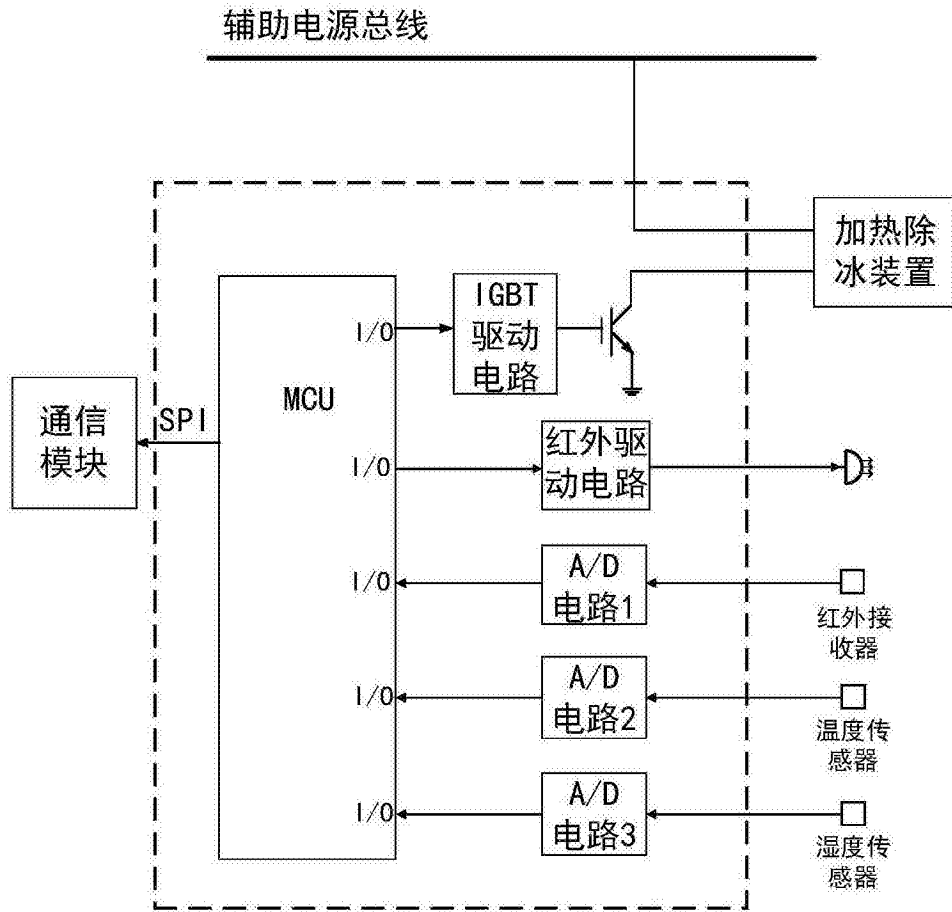 辅助电源总线
加热除
冰装置
I/O
IGBT
驱动
电路
MCU
通信
模块
SPI
I/O
红外驱
动电路
I/O
A/D
电路1
红外接
收器
I/O
A/D
电路2
温度传
感器
I/O
A/D
电路3
湿度传
感器